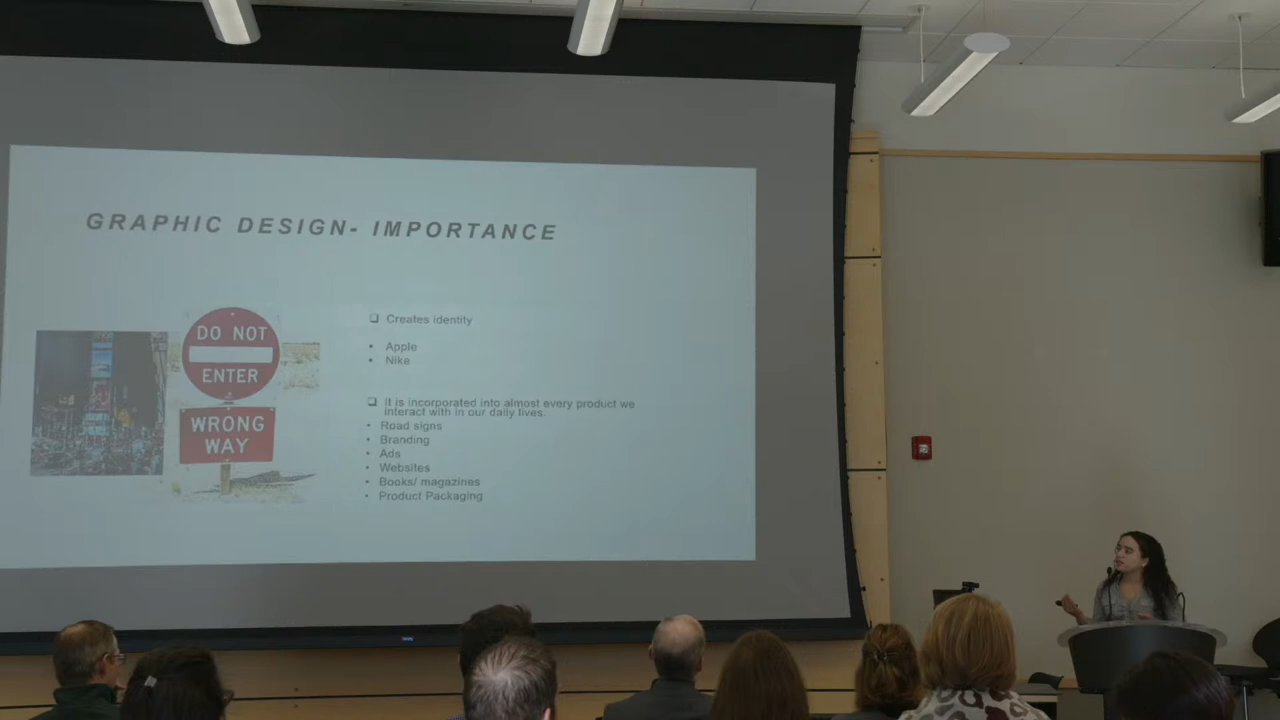 GRAPHIC DESIGN- IMPORTANCE
DO NOT
ENTER
WRONG
WAY
Creates identity
Apple
Nike
It is incorporated into almost every product we
interact with in our daily lives.
Road signs
Branding
Ads
Websites
Books/ magazines
Product Packaging